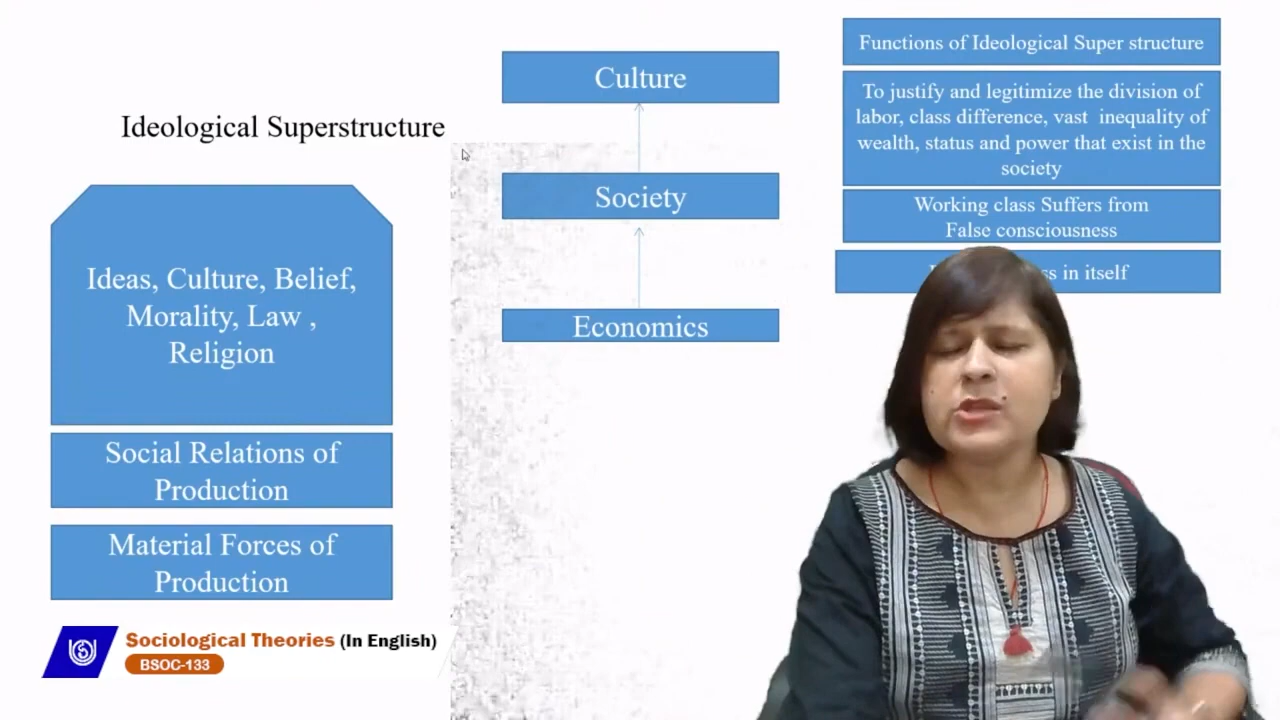 Ideological Superstructure
Ideas, Culture, Belief,
Morality, Law ,
Religion
Social Relations of
Production
Material Forces of
Production
Culture
Society
Economics
Functions of Ideological Super structure
To justify and legitimize the division of
labor, class difference, vast inequality of
wealth, status and power that exist in the
society
Working class Suffers from
False consciousness
in itself
Sociological Theories (In English)
BSOC-133